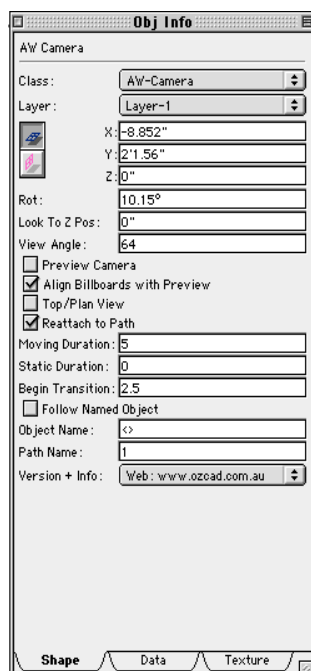 Obj Info
AW Camera
Class: AW-Camera
Layer: Layer-1
X: -8.852"
Y: 2'1.56"
Z: 0"
Rot: 10.15°
Look To Z Pos: 0"
View Angle: 64
Preview Camera
Align Billboards with Preview
Top/Plan View
Reattach to Path
Moving Duration: 5
Static Duration: 0
Begin Transition: 2.5
Follow Named Object
Object Name: <>
Path Name: 1
Version + Info: Web: www.ozcad.com.au
Shape Data Texture